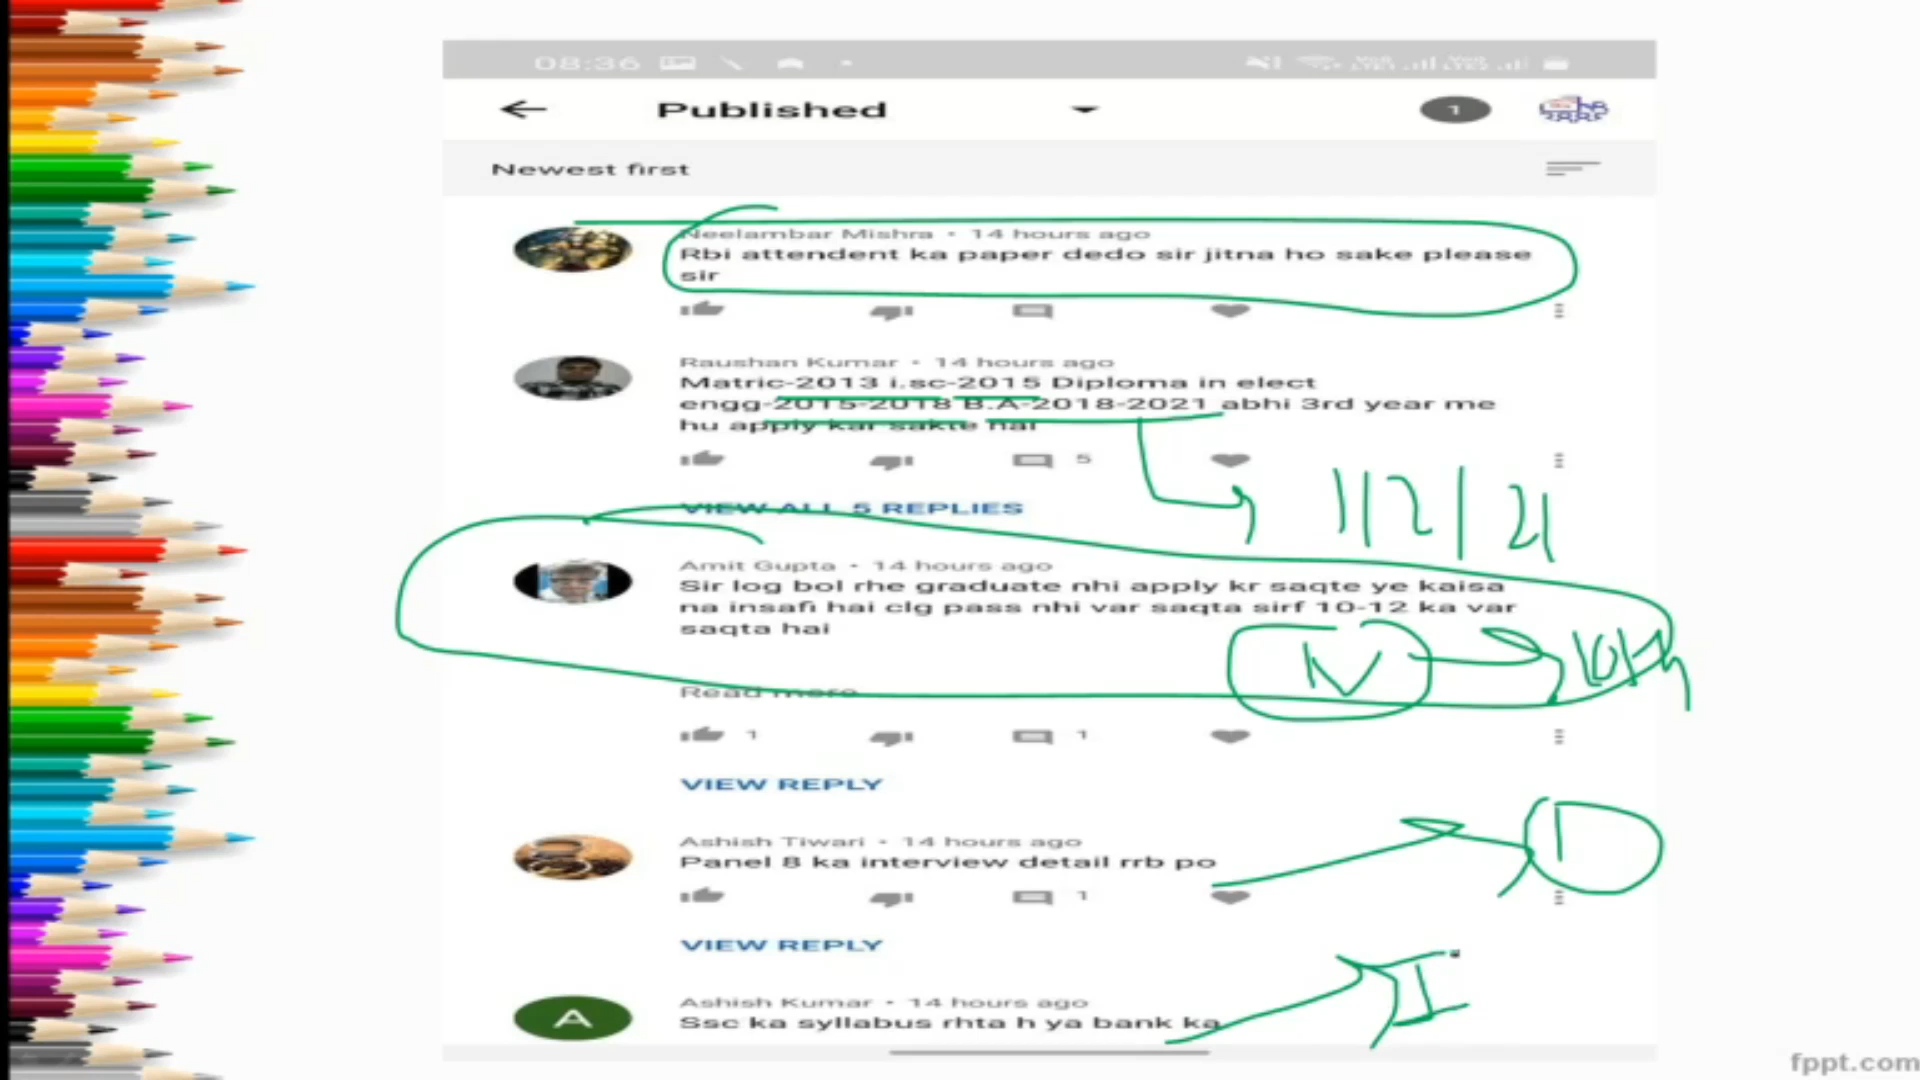 08:36
Published
1
Newest first
Neelambar Mishra • 14 hours ago
Rbi attendent ka paper dedo sir jitna ho sake please
sir
Raushan Kumar • 14 hours ago
Matric-2013 i.sc-2015 Diploma in elect
engg-2015-2018 B.A-2018-2021 abhi 3rd year me
hu apply kar sakte hai
5
VIEW ALL 5 REPLIES
1/2/21
Amit Gupta • 14 hours ago
Sir log bol rhe graduate nhi apply kr saqte ye kaisa
na insafi hai clg pass nhi var saqta sirf 10-12 ka var
saqta hai
IV
Read more
1 1
VIEW REPLY
Ashish Tiwari • 14 hours ago
Panel 8 ka interview detail rrb po
1
I
VIEW REPLY
Ashish Kumar • 14 hours ago
A
Ssc ka syllabus rhta h ya bank ka
I
fppt.com